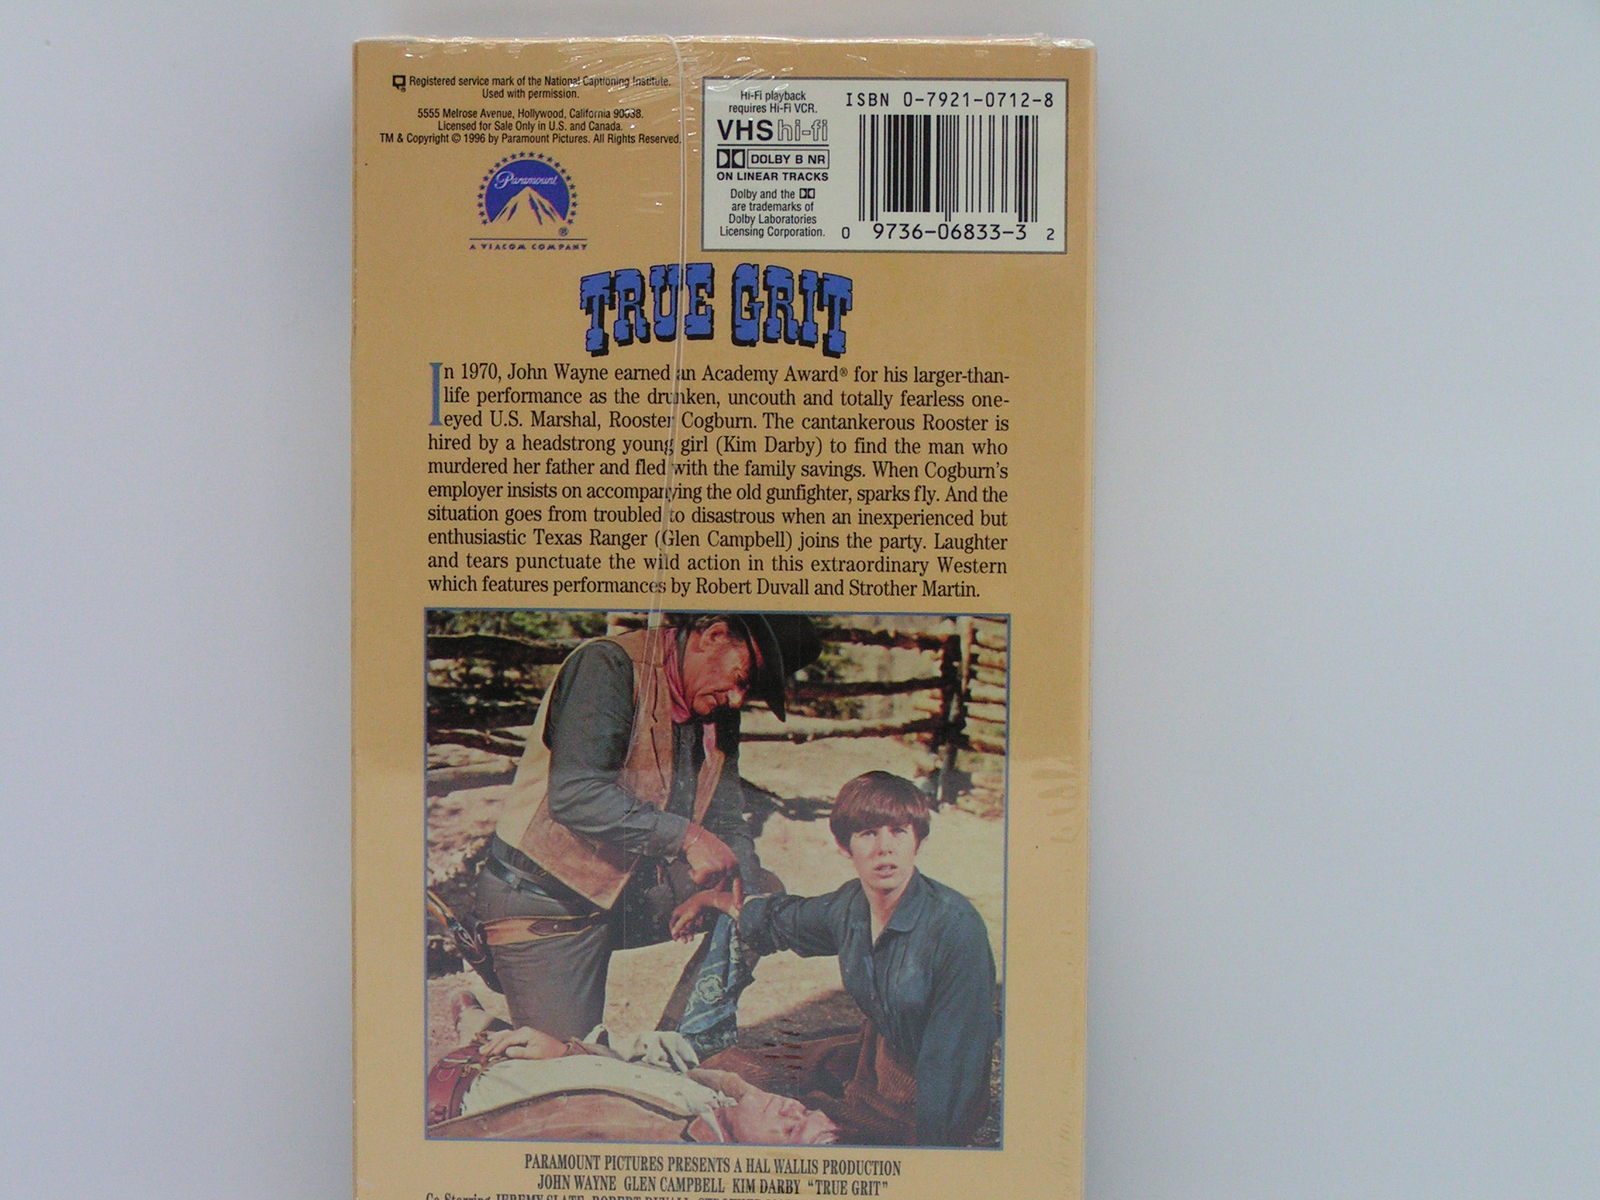 Registered service mark of the National Captioning Institute.
Used with permission.
5555 Melrose Avenue, Hollywood, California 90038.
Licensed for Sale Only in U.S. and Canada.
TM & Copyright © 1996 by Paramount Pictures. All Rights Reserved.
Paramount
®
A VIACOM COMPANY
Hi-Fi playback
requires Hi-Fi VCR.
VHS hi-fi
DOLBY B NR
ON LINEAR TRACKS
Dolby and the
are trademarks of
Dolby Laboratories
Licensing Corporation.
ISBN 0-7921-0712-8
0 9736-06833-3 2
TRUE GRIT
In 1970, John Wayne earned an Academy Award® for his larger-than-
life performance as the drunken, uncouth and totally fearless one-
eyed U.S. Marshal, Rooster Cogburn. The cantankerous Rooster is
hired by a headstrong young girl (Kim Darby) to find the man who
murdered her father and fled with the family savings. When Cogburn's
employer insists on accompanying the old gunfighter, sparks fly. And the
situation goes from troubled to disastrous when an inexperienced but
enthusiastic Texas Ranger (Glen Campbell) joins the party. Laughter
and tears punctuate the wild action in this extraordinary Western
which features performances by Robert Duvall and Strother Martin.
PARAMOUNT PICTURES PRESENTS A HAL WALLIS PRODUCTION
JOHN WAYNE GLEN CAMPBELL KIM DARBY "TRUE GRIT"
Co-Starring JEREMY SLATE ROBERT DUVALL